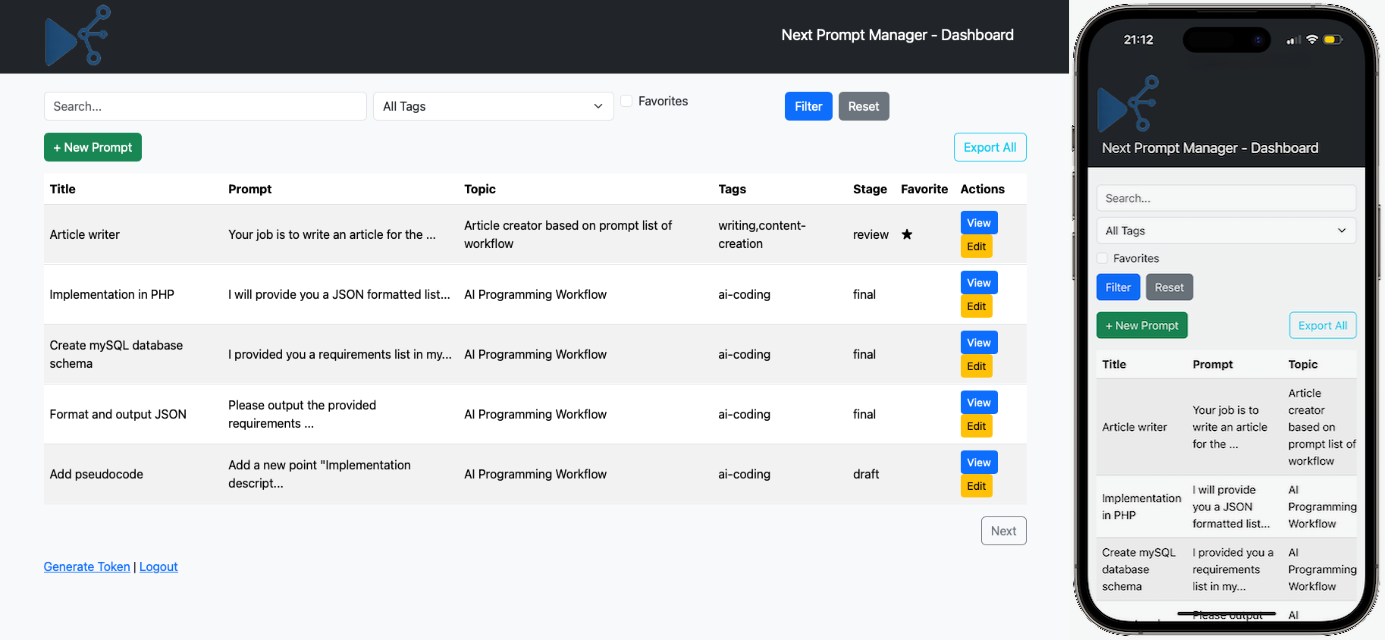 Next Prompt Manager - Dashboard
Search...
All Tags
Favorites
Filter
Reset
+ New Prompt
Export All
Title Prompt Topic Tags Stage Favorite Actions
Article writer
Your job is to write an article for the ...
Article creator based on prompt list of
workflow
writing,content-
creation
review
★
View
Edit
Implementation in PHP
I will provide you a JSON formatted list...
AI Programming Workflow
ai-coding
final
View
Edit
Create mySQL database
schema
I provided you a requirements list in my...
AI Programming Workflow
ai-coding
final
View
Edit
Format and output JSON
Please output the provided
requirements ...
AI Programming Workflow
ai-coding
final
View
Edit
Add pseudocode
Add a new point "Implementation
descript...
AI Programming Workflow
ai-coding
draft
View
Edit
Next
Generate Token | Logout
21:12
Next Prompt Manager - Dashboard
Search...
All Tags
Favorites
Filter
Reset
+ New Prompt
Export All
Title Prompt Topic
Article writer
Your job is to
write an article
for the ...
Article
creator
based on
prompt list of
workflow
Implementation
in PHP
I will provide
you a JSON
formatted list...
AI
Programming
Workflow
Create mySQL
database
schema
I provided you a
requirements
list in my...
AI
Programming
Workflow
Please output
AI